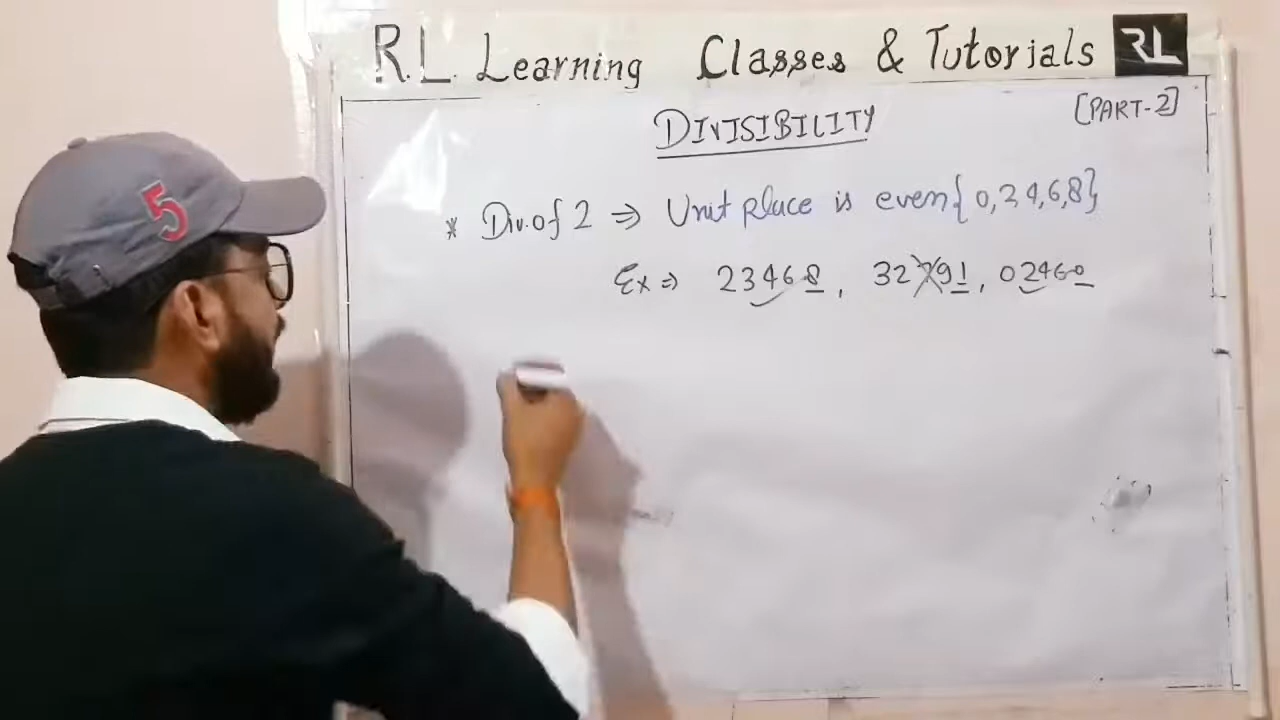 R.L. Learning Classes & Tutorials RL
DIVISIBILITY [PART-2]
* Div. of 2 ⇒ Unit place is even {0,2 4,6,8}
Ex ⇒ 23468, 32791, 02460
5